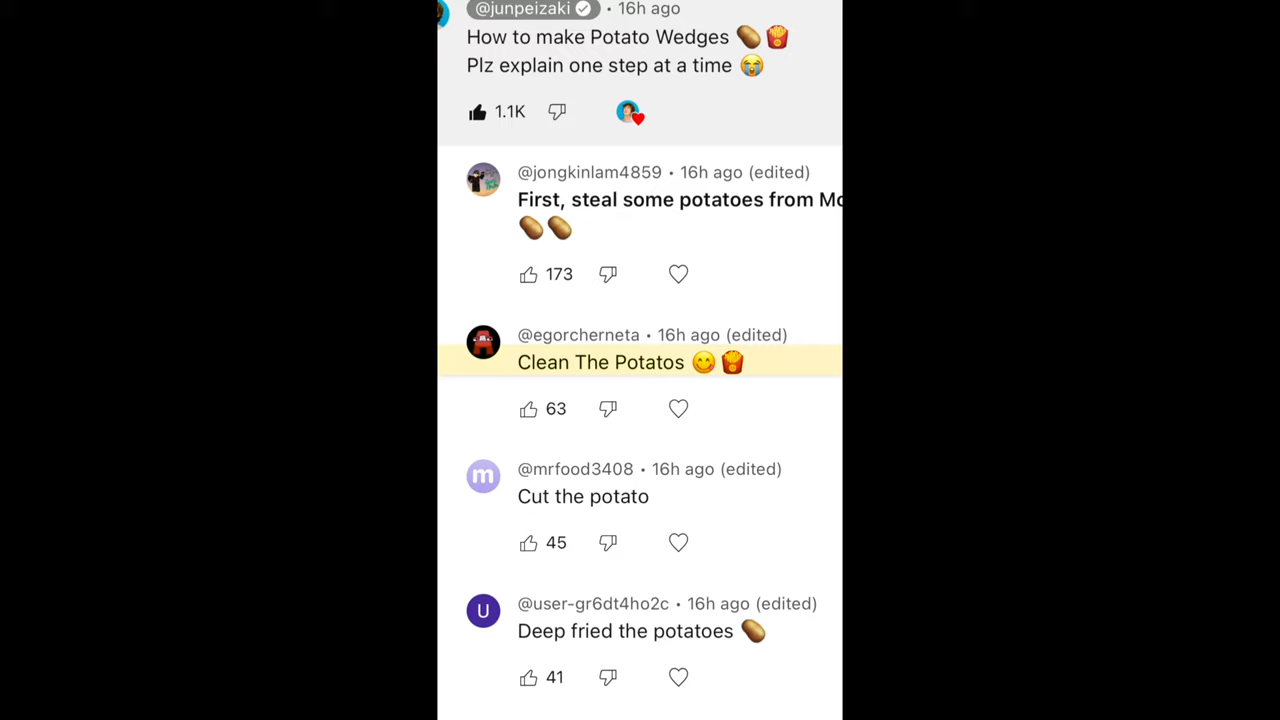 @junpeizaki • 16h ago
How to make Potato Wedges 🥔🍟
Plz explain one step at a time 😭
1.1K
@jongkinlam4859 • 16h ago (edited)
First, steal some potatoes from
🥔🥔
173
@egorcherneta • 16h ago (edited)
Clean The Potatos 😋🍟
63
m
@mrfood3408 • 16h ago (edited)
Cut the potato
45
U
@user-gr6dt4ho2c • 16h ago (edited)
Deep fried the potatoes 🥔
41